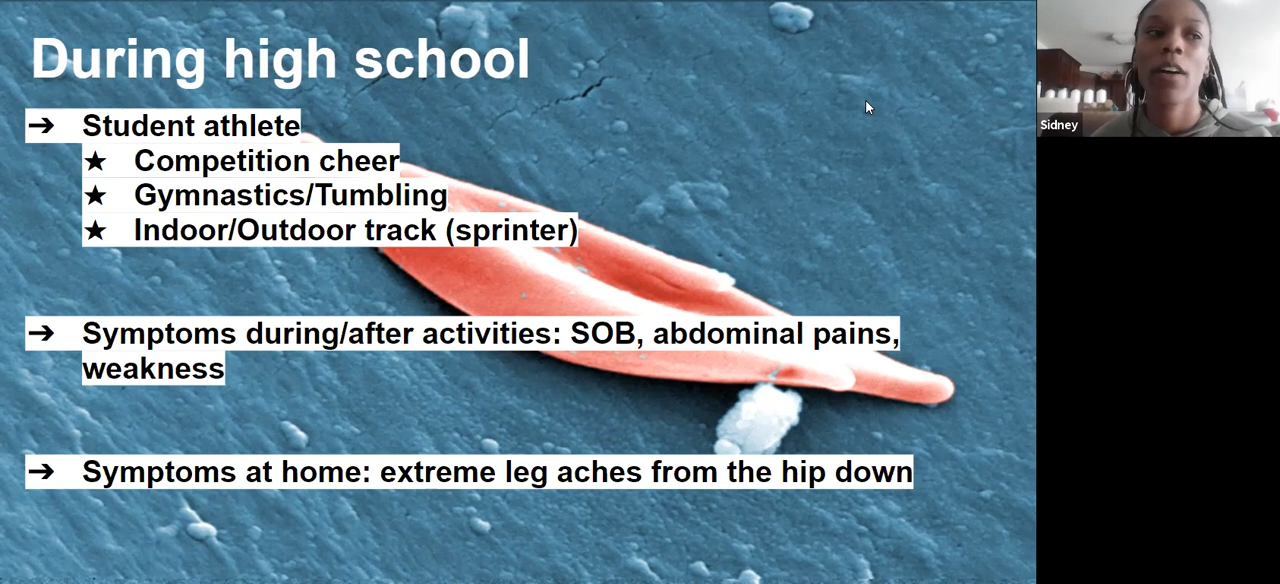 During high school
➔ Student athlete
★ Competition cheer
★ Gymnastics/Tumbling
★ Indoor/Outdoor track (sprinter)
➔ Symptoms during/after activities: SOB, abdominal pains,
weakness
➔ Symptoms at home: extreme leg aches from the hip down
Sidney